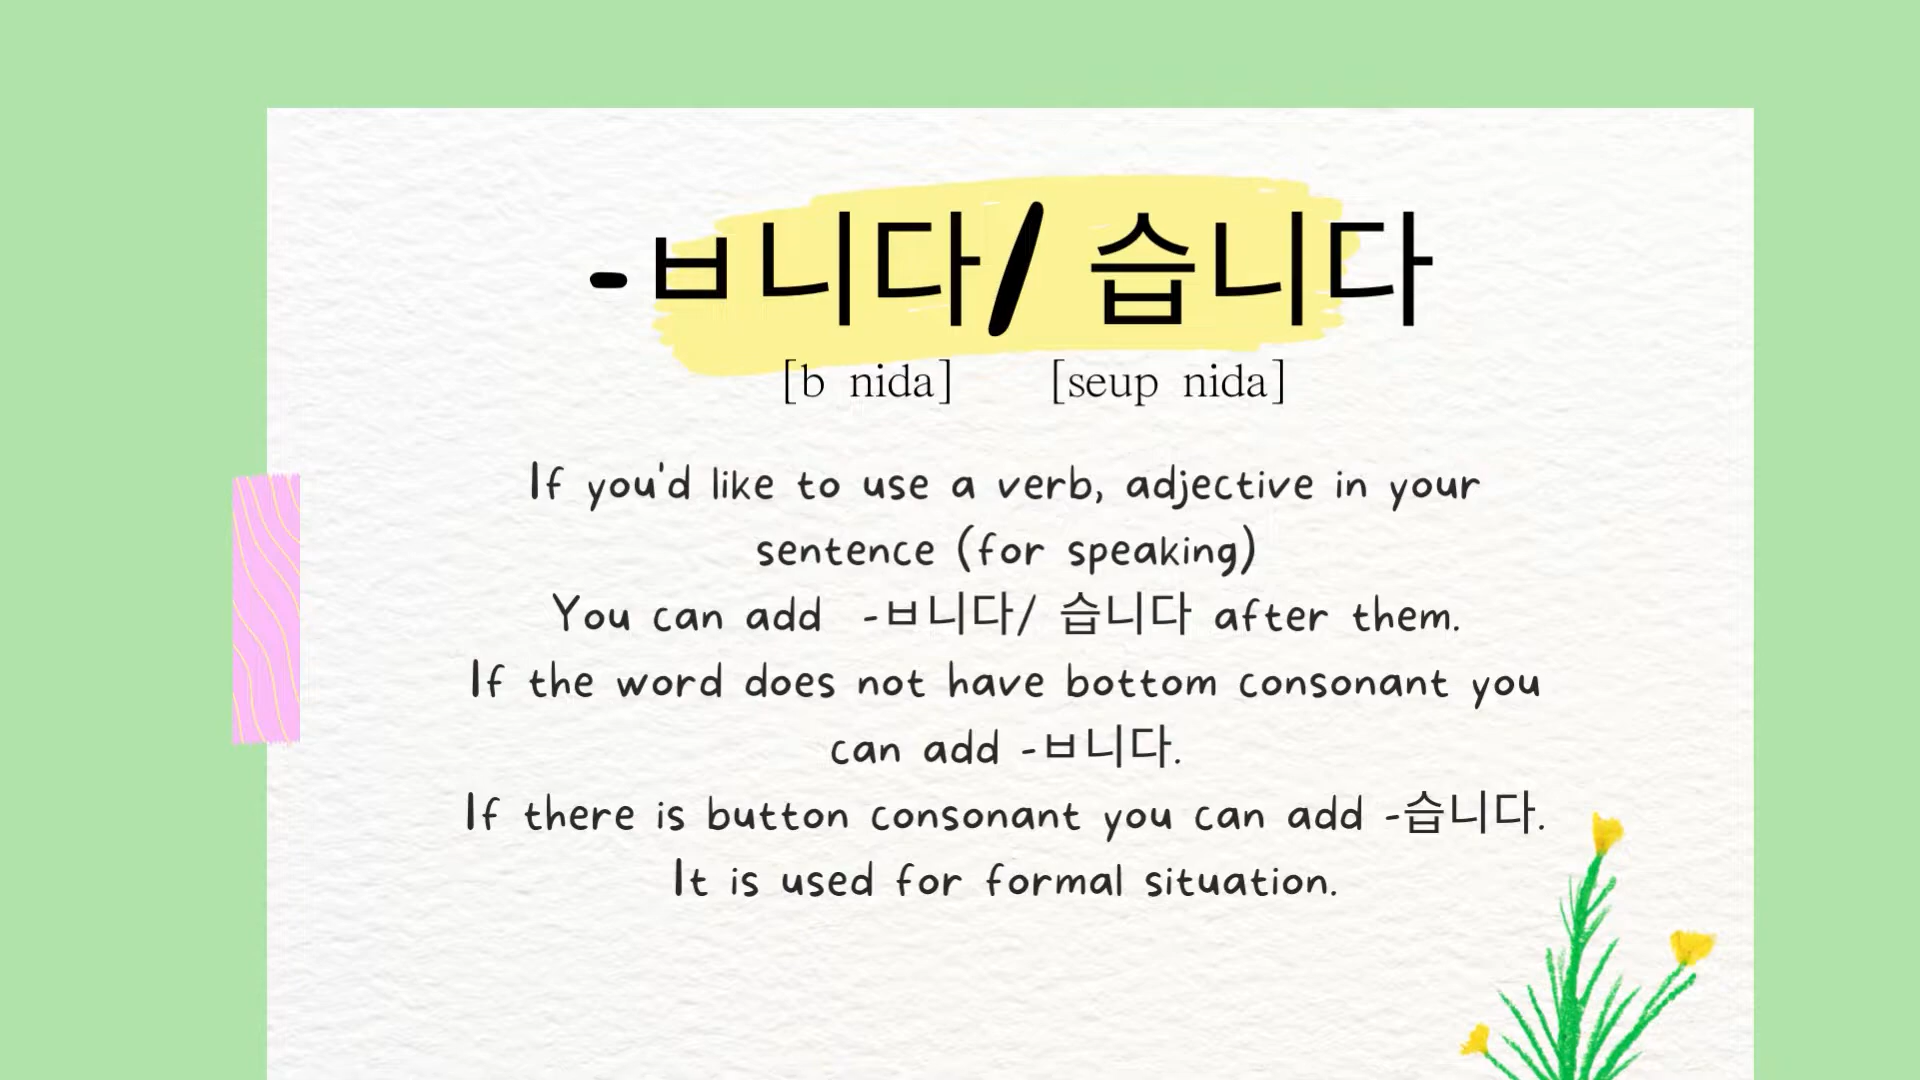 -ㅂ니다/ 습니다
[b nida] [seup nida]
If you'd like to use a verb, adjective in your
sentence (for speaking)
You can add -ㅂ니다/ 습니다 after them.
If the word does not have bottom consonant you
can add -ㅂ니다.
If there is button consonant you can add -습니다.
It is used for formal situation.